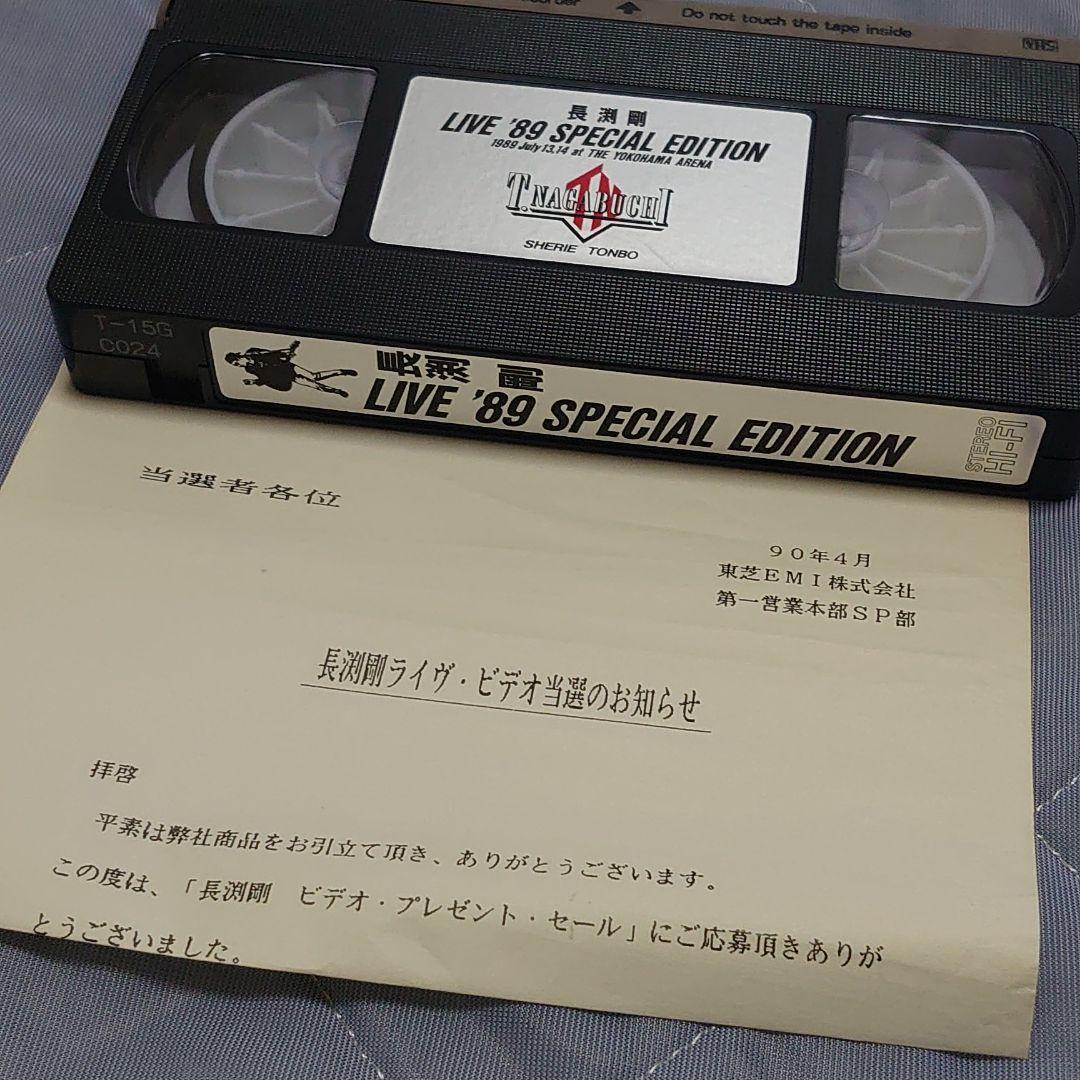 Do not touch the tape inside
VHS
長渕剛
LIVE '89 SPECIAL EDITION
1989 July 13.14 at THE YOKOHAMA ARENA
T.NAGABUCHI
SHERIE TONBO
T-15G
C024
長渕剛
LIVE '89 SPECIAL EDITION
STEREO
HI-FI
当選者各位
90年4月
東芝EMI株式会社
第一営業本部SP部
長渕剛ライヴ・ビデオ当選のお知らせ
拝啓
平素は弊社商品をお引立て頂き、ありがとうございます。
この度は、「長渕剛 ビデオ・プレゼント・セール」にご応募頂きありが
とうございました。